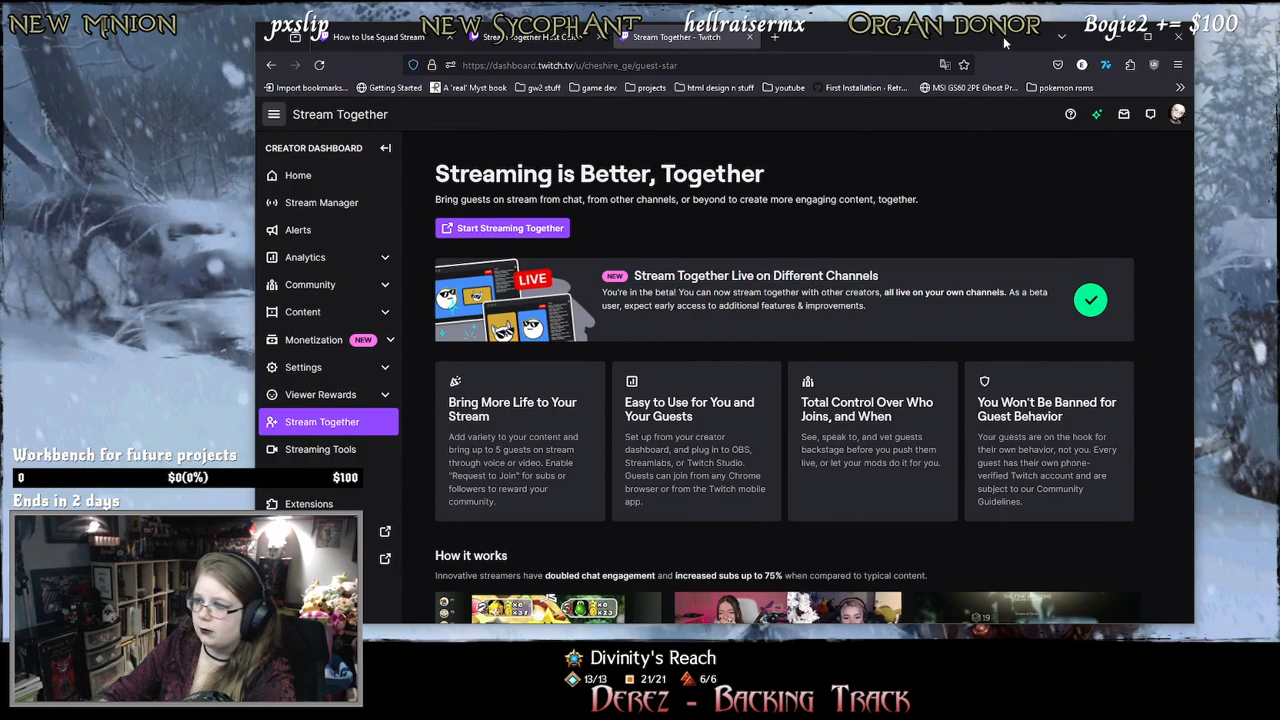 NEW MINION
pxslip
NEW SYCOPHANT
hellraisermx
ORGAN DONOR
Bogie2 += $100
How to Use Squad Stream
Stream Together
Stream Together - Twitch
https://dashboard.twitch.tv/u/cheshire_ge/guest-star
Import bookmarks...
Getting Started
A 'real' Myst book
gw2 stuff
game dev
projects
html design n stuff
youtube
First Installation - Retr...
MSI GS60 2PE Ghost Pr...
pokemon roms
Stream Together
CREATOR DASHBOARD
Home
Stream Manager
Alerts
Analytics
Community
Content
Monetization NEW
Settings
Viewer Rewards
Stream Together
Streaming Tools
Extensions
Streaming is Better, Together
Bring guests on stream from chat, from other channels, or beyond to create more engaging content, together.
Start Streaming Together
LIVE
NEW Stream Together Live on Different Channels
You're in the beta! You can now stream together with other creators, all live on your own channels. As a beta
user, expect early access to additional features & improvements.
Bring More Life to Your
Stream
Add variety to your content and
bring up to 5 guests on stream
through voice or video. Enable
"Request to Join" for subs or
followers to reward your
community.
Easy to Use for You and
Your Guests
Set up from your creator
dashboard, and plug in to OBS,
Streamlabs, or Twitch Studio.
Guests can join from any Chrome
browser or from the Twitch mobile
app.
Total Control Over Who
Joins, and When
See, speak to, and vet guests
backstage before you push them
live, or let your mods do it for you.
You Won't Be Banned for
Guest Behavior
Your guests are on the hook for
their own behavior, not you. Every
guest has their own phone-
verified Twitch account and are
subject to our Community
Guidelines.
How it works
Innovative streamers have doubled chat engagement and increased subs up to 75% when compared to typical content.
Workbench for future projects
0 $0(0%) $100
Ends in 2 days
Divinity's Reach
13/13 21/21 6/6
Derez - Backing Track